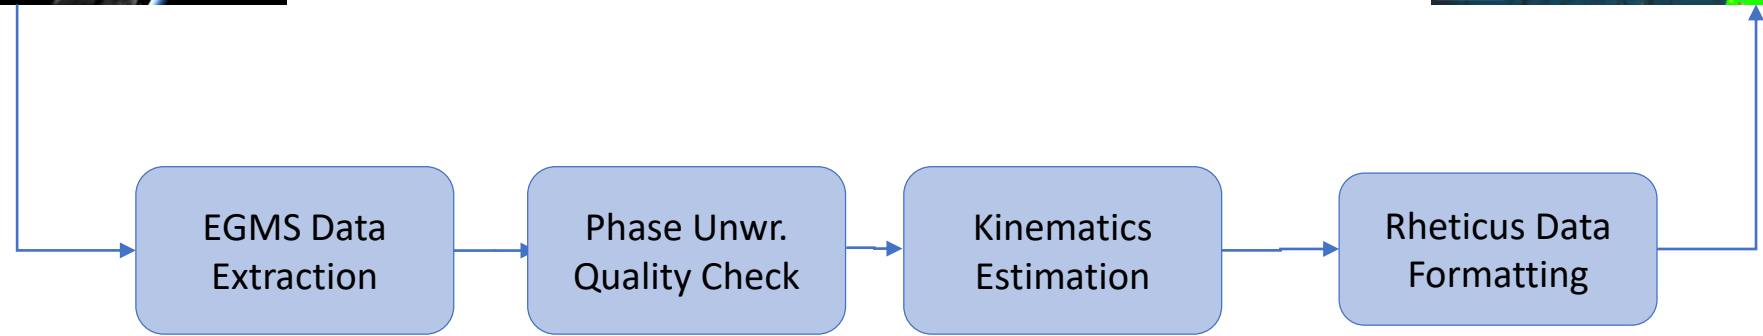 EGMS Data
Extraction
Phase Unwr.
Quality Check
Kinematics
Estimation
Rheticus Data
Formatting